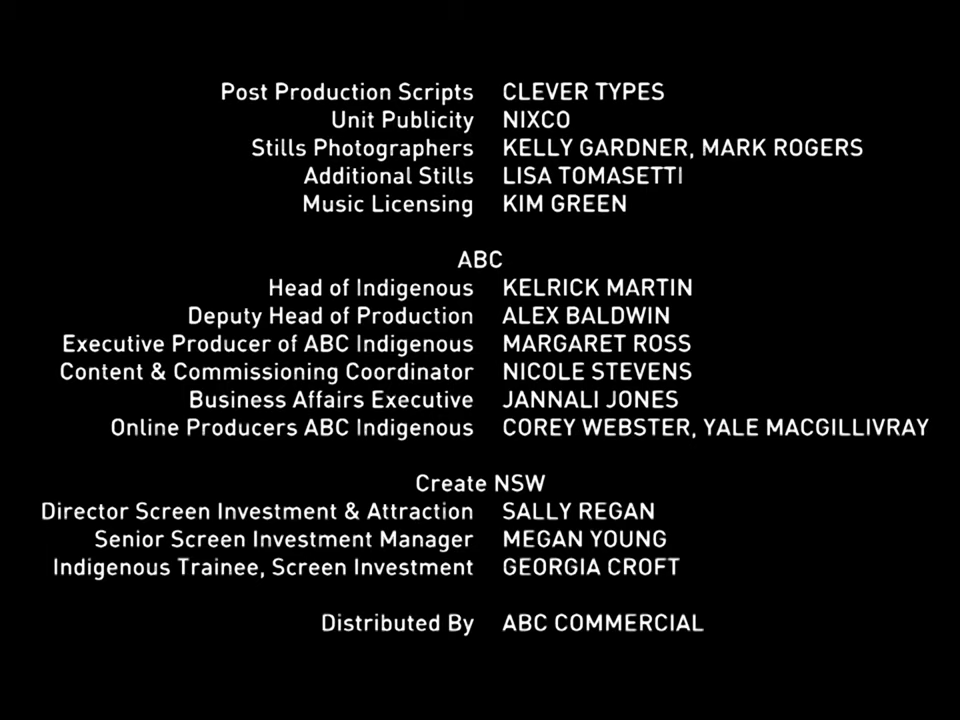 Post Production Scripts CLEVER TYPES
Unit Publicity NIXCO
Stills Photographers KELLY GARDNER, MARK ROGERS
Additional Stills LISA TOMASETTI
Music Licensing KIM GREEN
ABC
Head of Indigenous KELRICK MARTIN
Deputy Head of Production ALEX BALDWIN
Executive Producer of ABC Indigenous MARGARET ROSS
Content & Commissioning Coordinator NICOLE STEVENS
Business Affairs Executive JANNALI JONES
Online Producers ABC Indigenous COREY WEBSTER, YALE MACGILLIVRAY
Create NSW
Director Screen Investment & Attraction SALLY REGAN
Senior Screen Investment Manager MEGAN YOUNG
Indigenous Trainee, Screen Investment GEORGIA CROFT
Distributed By ABC COMMERCIAL